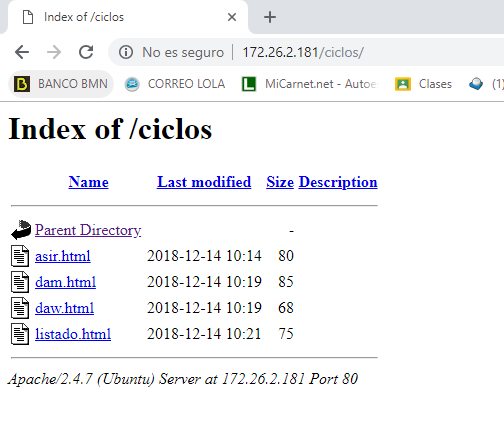 Index of /ciclos
No es seguro | 172.26.2.181/ciclos/
BANCO BMN CORREO LOLA MiCarnet.net - Autoe Clases (1)
Index of /ciclos
Name Last modified Size Description
Parent Directory -
asir.html 2018-12-14 10:14 80
dam.html 2018-12-14 10:19 85
daw.html 2018-12-14 10:19 68
listado.html 2018-12-14 10:21 75
Apache/2.4.7 (Ubuntu) Server at 172.26.2.181 Port 80